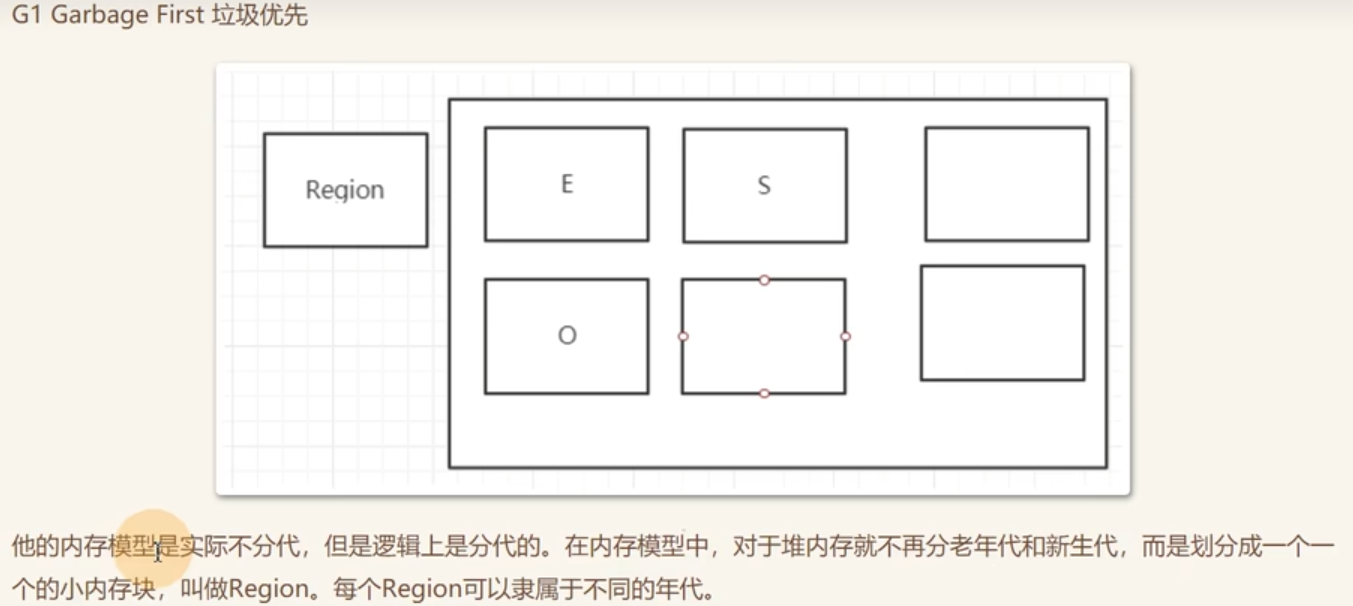 G1 Garbage First 垃圾优先
Region
E
S
O
他的内存模型是实际不分代，但是逻辑上是分代的。在内存模型中，对于堆内存就不再分老年代和新生代，而是划分成一个一
个的小内存块，叫做Region。每个Region可以隶属于不同的年代。